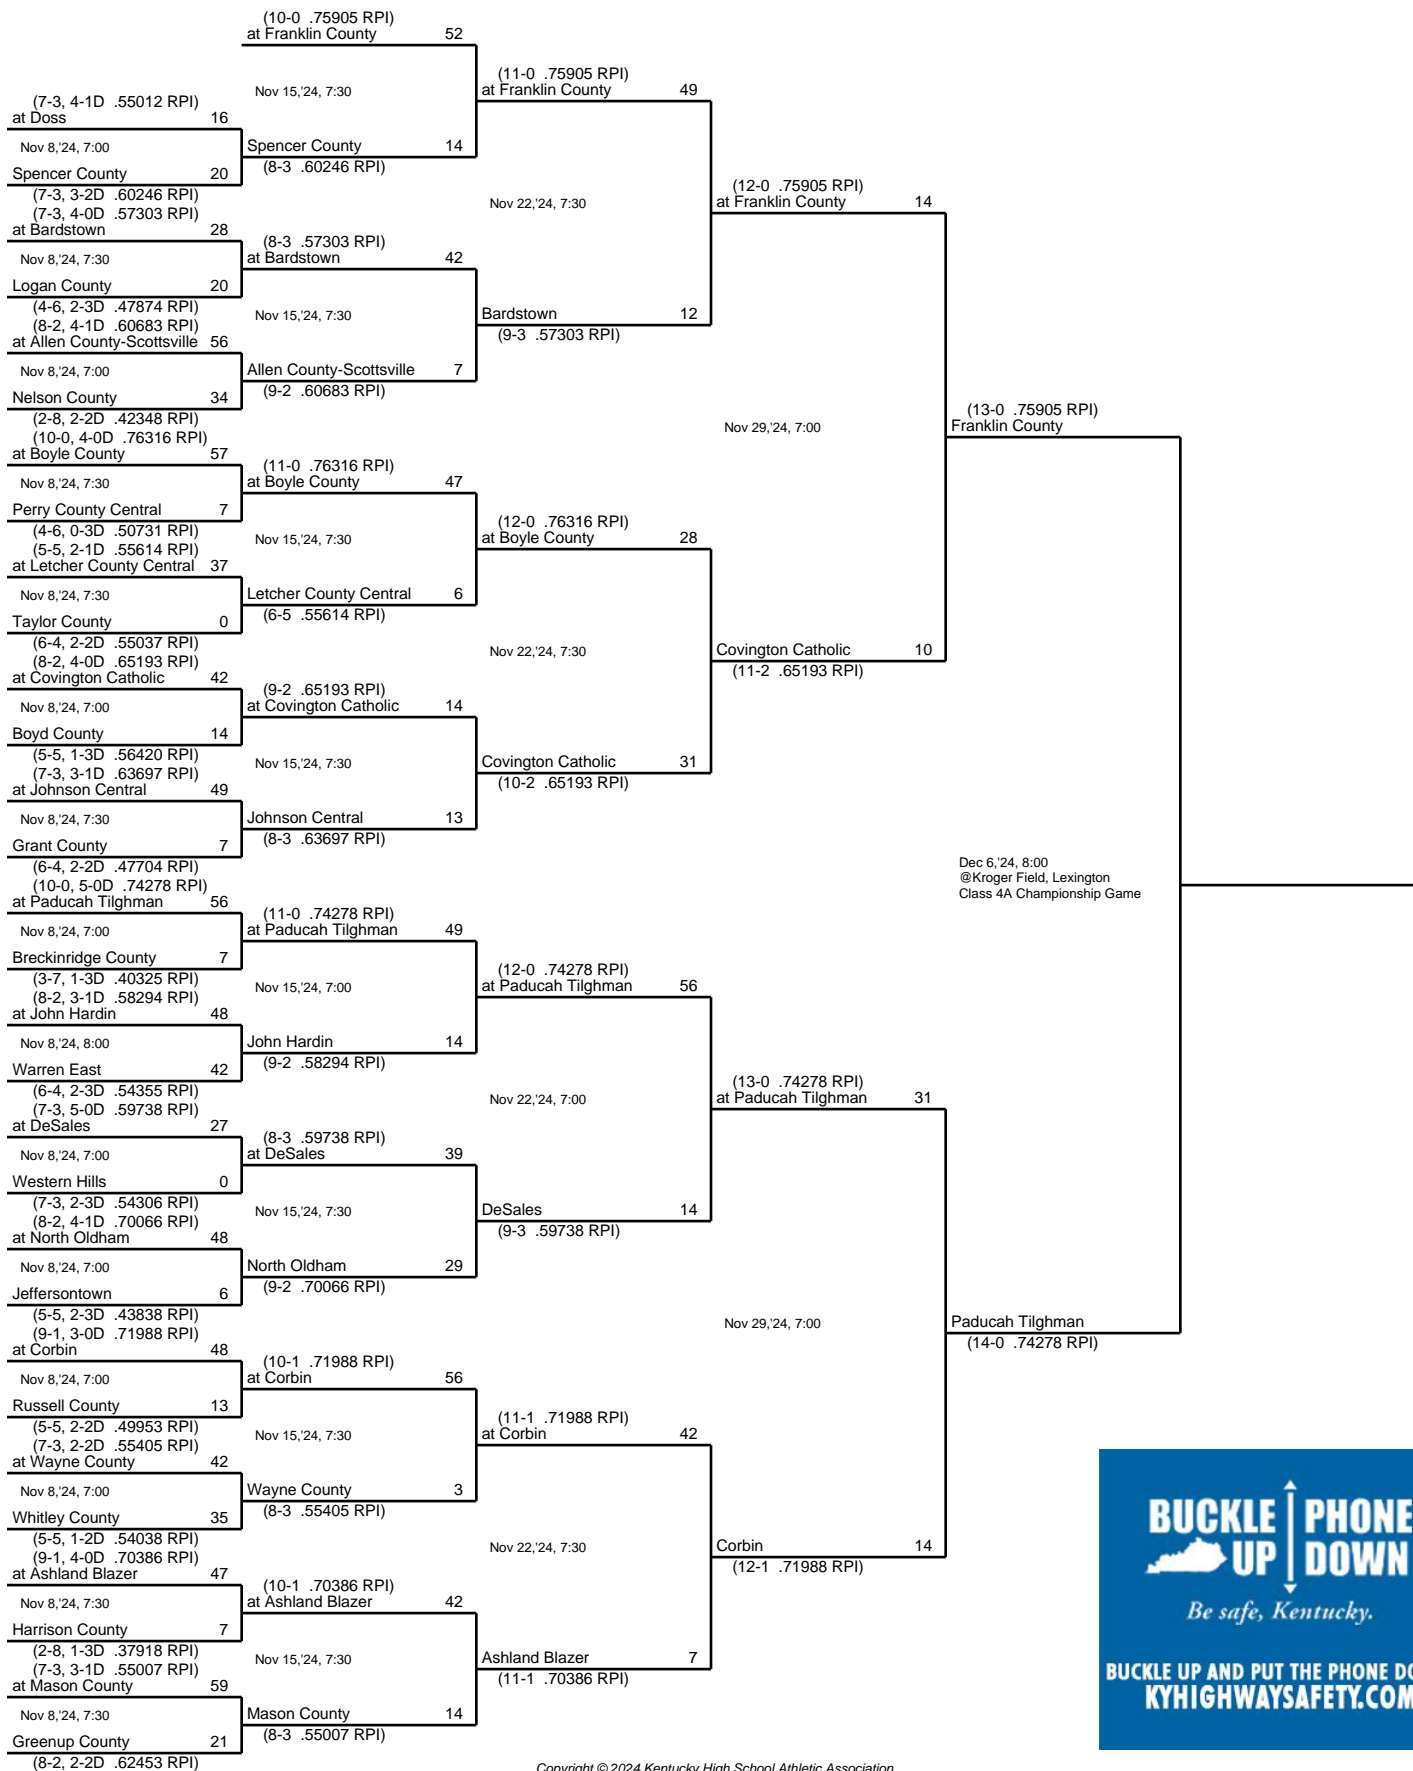 (10-0 .75905 RPI)
at Franklin County 52
Nov 15,'24, 7:30
Spencer County 14
(8-3 .60246 RPI)
(7-3, 4-1D .55012 RPI)
at Doss 16
Nov 8,'24, 7:00
Spencer County 20
(7-3, 3-2D .60246 RPI)
(7-3, 4-0D .57303 RPI)
at Bardstown 28
Nov 8,'24, 7:30
Logan County 20
(4-6, 2-3D .47874 RPI)
(8-2, 4-1D .60683 RPI)
at Allen County-Scottsville 56
Nov 8,'24, 7:00
Nelson County 34
(2-8, 2-2D .42348 RPI)
(10-0, 4-0D .76316 RPI)
at Boyle County 57
Nov 8,'24, 7:30
Perry County Central 7
(4-6, 0-3D .50731 RPI)
(5-5, 2-1D .55614 RPI)
at Letcher County Central 37
Nov 8,'24, 7:30
Taylor County 0
(6-4, 2-2D .55037 RPI)
(8-2, 4-0D .65193 RPI)
at Covington Catholic 42
Nov 8,'24, 7:00
Boyd County 14
(5-5, 1-3D .56420 RPI)
(7-3, 3-1D .63697 RPI)
at Johnson Central 49
Nov 8,'24, 7:30
Grant County 7
(6-4, 2-2D .47704 RPI)
(10-0, 5-0D .74278 RPI)
at Paducah Tilghman 56
Nov 8,'24, 7:00
Breckinridge County 7
(3-7, 1-3D .40325 RPI)
(8-2, 3-1D .58294 RPI)
at John Hardin 48
Nov 8,'24, 8:00
Warren East 42
(6-4, 2-3D .54355 RPI)
(7-3, 5-0D .59738 RPI)
at DeSales 27
Nov 8,'24, 7:00
Western Hills 0
(7-3, 2-3D .54306 RPI)
(8-2, 4-1D .70066 RPI)
at North Oldham 48
Nov 8,'24, 7:00
Jeffersontown 6
(5-5, 2-3D .43838 RPI)
(9-1, 3-0D .71988 RPI)
at Corbin 48
Nov 8,'24, 7:00
Russell County 13
(5-5, 2-2D .49953 RPI)
(7-3, 2-2D .55405 RPI)
at Wayne County 42
Nov 8,'24, 7:00
Whitley County 35
(5-5, 1-2D .54038 RPI)
(9-1, 4-0D .70386 RPI)
at Ashland Blazer 47
Nov 8,'24, 7:30
Harrison County 7
(2-8, 1-3D .37918 RPI)
(7-3, 3-1D .55007 RPI)
at Mason County 59
Nov 8,'24, 7:30
Greenup County 21
(8-2, 2-2D .62453 RPI)
(8-3 .57303 RPI)
at Bardstown 42
Nov 15,'24, 7:30
Allen County-Scottsville 7
(9-2 .60683 RPI)
(11-0 .76316 RPI)
at Boyle County 47
Nov 15,'24, 7:30
Letcher County Central 6
(6-5 .55614 RPI)
(9-2 .65193 RPI)
at Covington Catholic 14
Nov 15,'24, 7:30
Johnson Central 13
(8-3 .63697 RPI)
(11-0 .74278 RPI)
at Paducah Tilghman 49
Nov 15,'24, 7:00
John Hardin 14
(9-2 .58294 RPI)
(8-3 .59738 RPI)
at DeSales 39
Nov 15,'24, 7:30
North Oldham 29
(9-2 .70066 RPI)
(10-1 .71988 RPI)
at Corbin 56
Nov 15,'24, 7:30
Wayne County 3
(8-3 .55405 RPI)
(10-1 .70386 RPI)
at Ashland Blazer 42
Nov 15,'24, 7:30
Mason County 14
(8-3 .55007 RPI)
(11-0 .75905 RPI)
at Franklin County 49
Nov 22,'24, 7:30
Bardstown 12
(9-3 .57303 RPI)
(12-0 .76316 RPI)
at Boyle County 28
Nov 22,'24, 7:30
Covington Catholic 31
(10-2 .65193 RPI)
(12-0 .74278 RPI)
at Paducah Tilghman 56
Nov 22,'24, 7:00
DeSales 14
(9-3 .59738 RPI)
(11-1 .71988 RPI)
at Corbin 42
Nov 22,'24, 7:30
Ashland Blazer 7
(11-1 .70386 RPI)
(12-0 .75905 RPI)
at Franklin County 14
Nov 29,'24, 7:00
Covington Catholic 10
(11-2 .65193 RPI)
(13-0 .74278 RPI)
at Paducah Tilghman 31
Nov 29,'24, 7:00
Corbin 14
(12-1 .71988 RPI)
(13-0 .75905 RPI)
Franklin County
Dec 6,'24, 8:00
@Kroger Field, Lexington
Class 4A Championship Game
Paducah Tilghman
(14-0 .74278 RPI)
BUCKLE UP
PHONE DOWN
Be safe, Kentucky.
BUCKLE UP AND PUT THE PHONE DO
KYHIGHWAYSAFETY.COM
Copyright © 2024 Kentucky High School Athletic Association